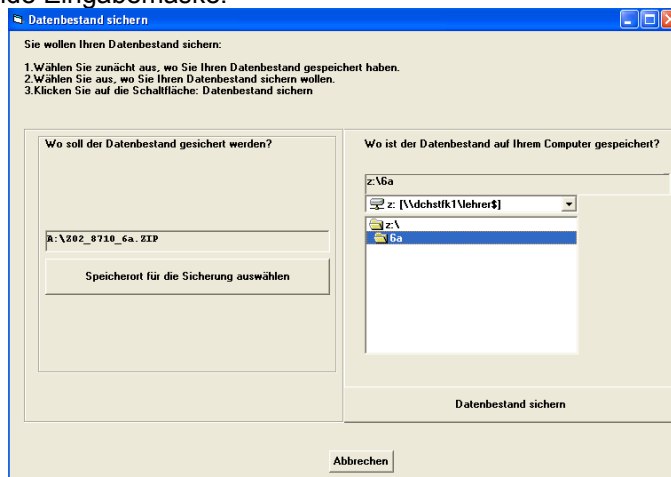 ide Eingabemaske:
Datenbestand sichern
Sie wollen Ihren Datenbestand sichern:
1.Wählen Sie zunächt aus, wo Sie Ihren Datenbestand gespeichert haben.
2.Wählen Sie aus, wo Sie Ihren Datenbestand sichern wollen.
3.Klicken Sie auf die Schaltfläche: Datenbestand sichern
Wo soll der Datenbestand gesichert werden?
A:\Z02_8710_6a.ZIP
Speicherort für die Sicherung auswählen
Wo ist der Datenbestand auf Ihrem Computer gespeichert?
z:\6a
z: [\\dchstfk1\lehrer$]
z:\
6a
Datenbestand sichern
Abbrechen